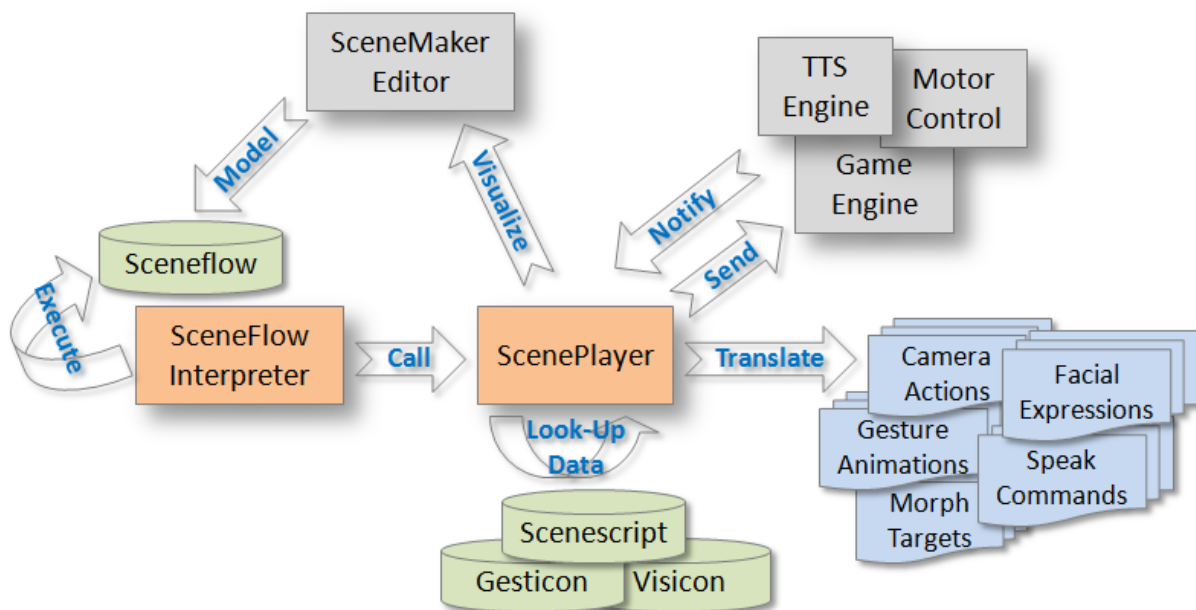 SceneMaker
Editor
TTS
Engine
Motor
Control
Game
Engine
Model
Visualize
Notify
Send
Sceneflow
Execute
SceneFlow
Interpreter
Call
ScenePlayer
Translate
Camera
Actions
Facial
Expressions
Gesture
Animations
Speak
Commands
Morph
Targets
Look-Up
Data
Scenescript
Gesticon
Visicon